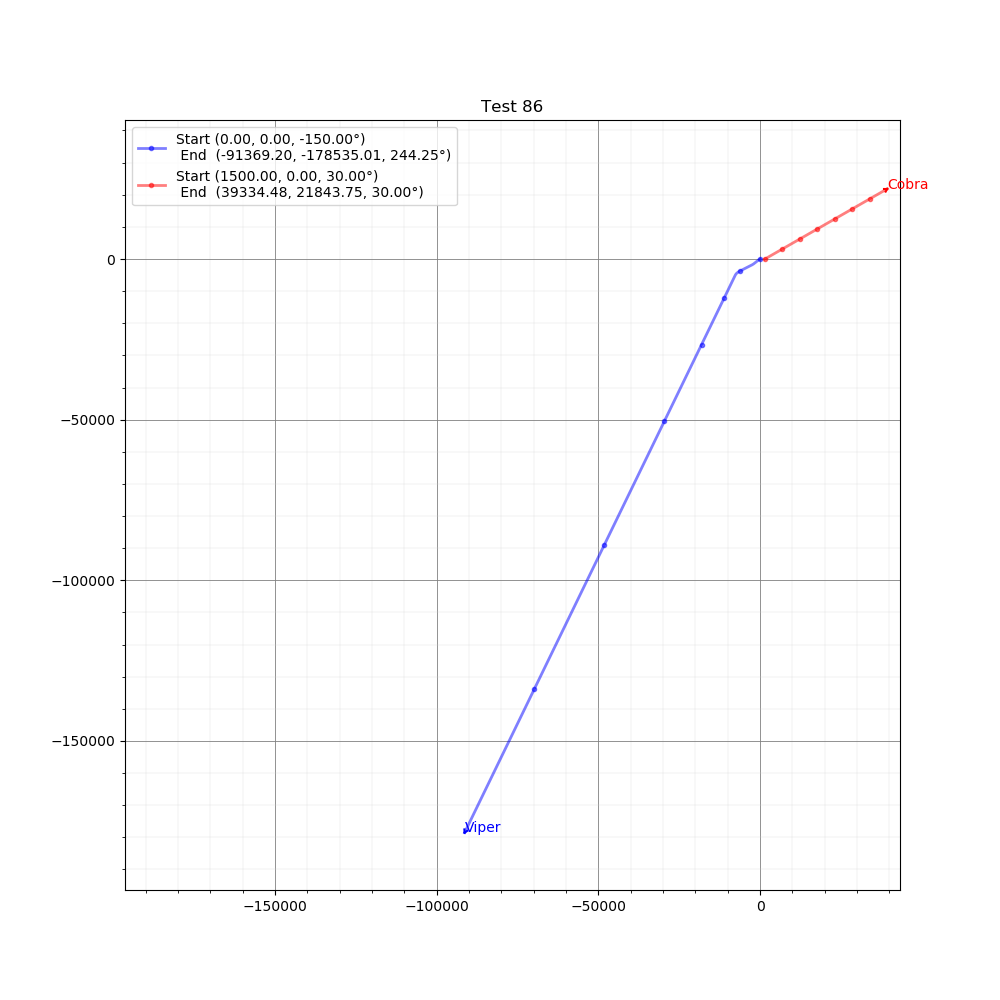 Test 86
Start (0.00, 0.00, -150.00°)
End (-91369.20, -178535.01, 244.25°)
Start (1500.00, 0.00, 30.00°)
End (39334.48, 21843.75, 30.00°)
Cobra
0
−50000
−100000
−150000
Viper
−150000
−100000
−50000
0